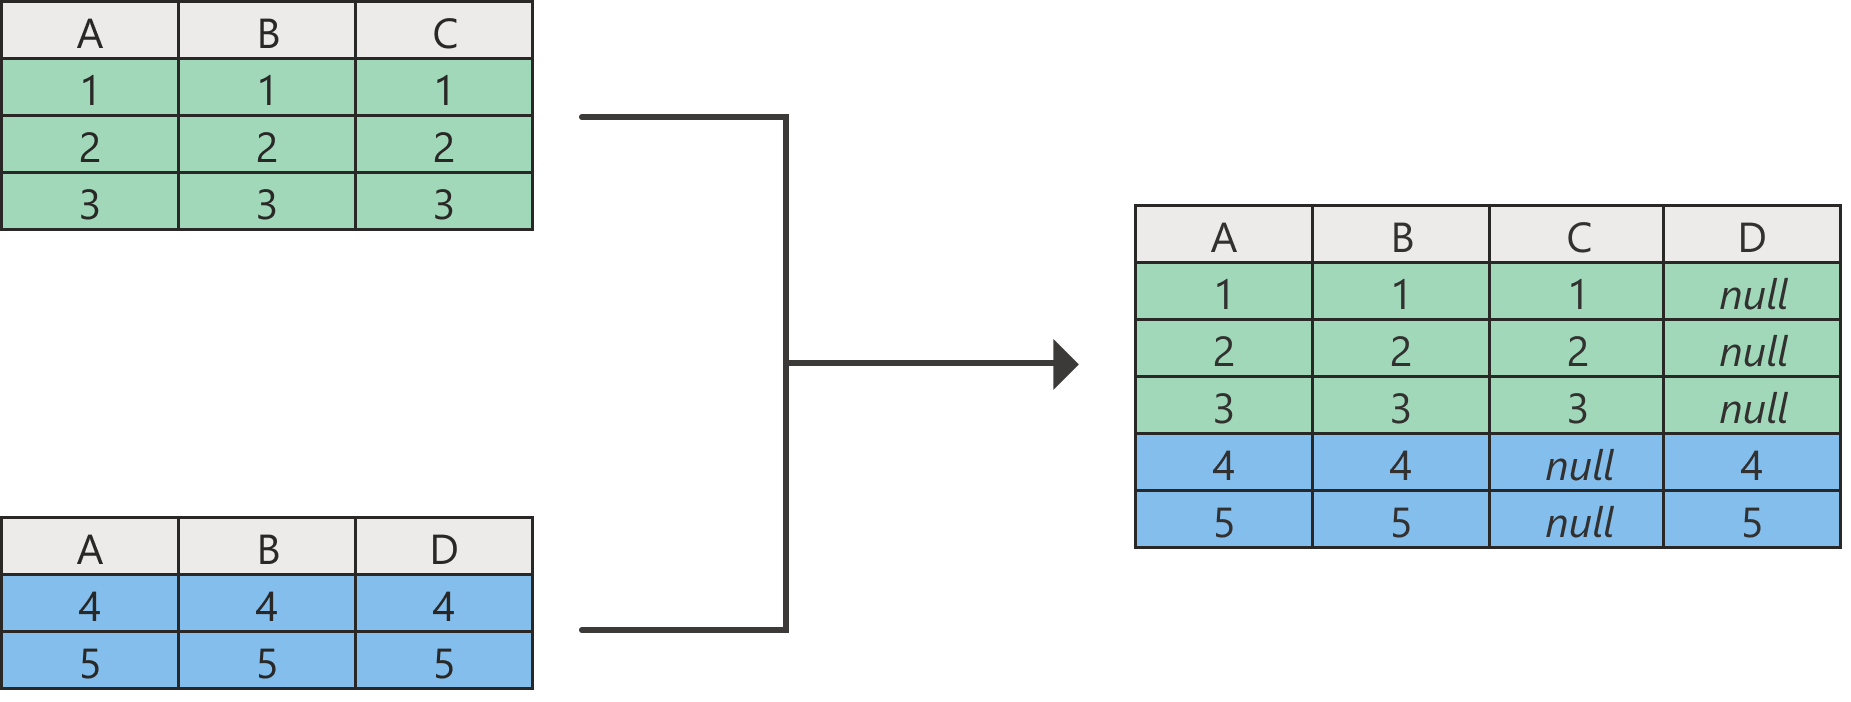 A B C
1 1 1
2 2 2
3 3 3
A B D
4 4 4
5 5 5
A B C D
1 1 1 null
2 2 2 null
3 3 3 null
4 4 null 4
5 5 null 5